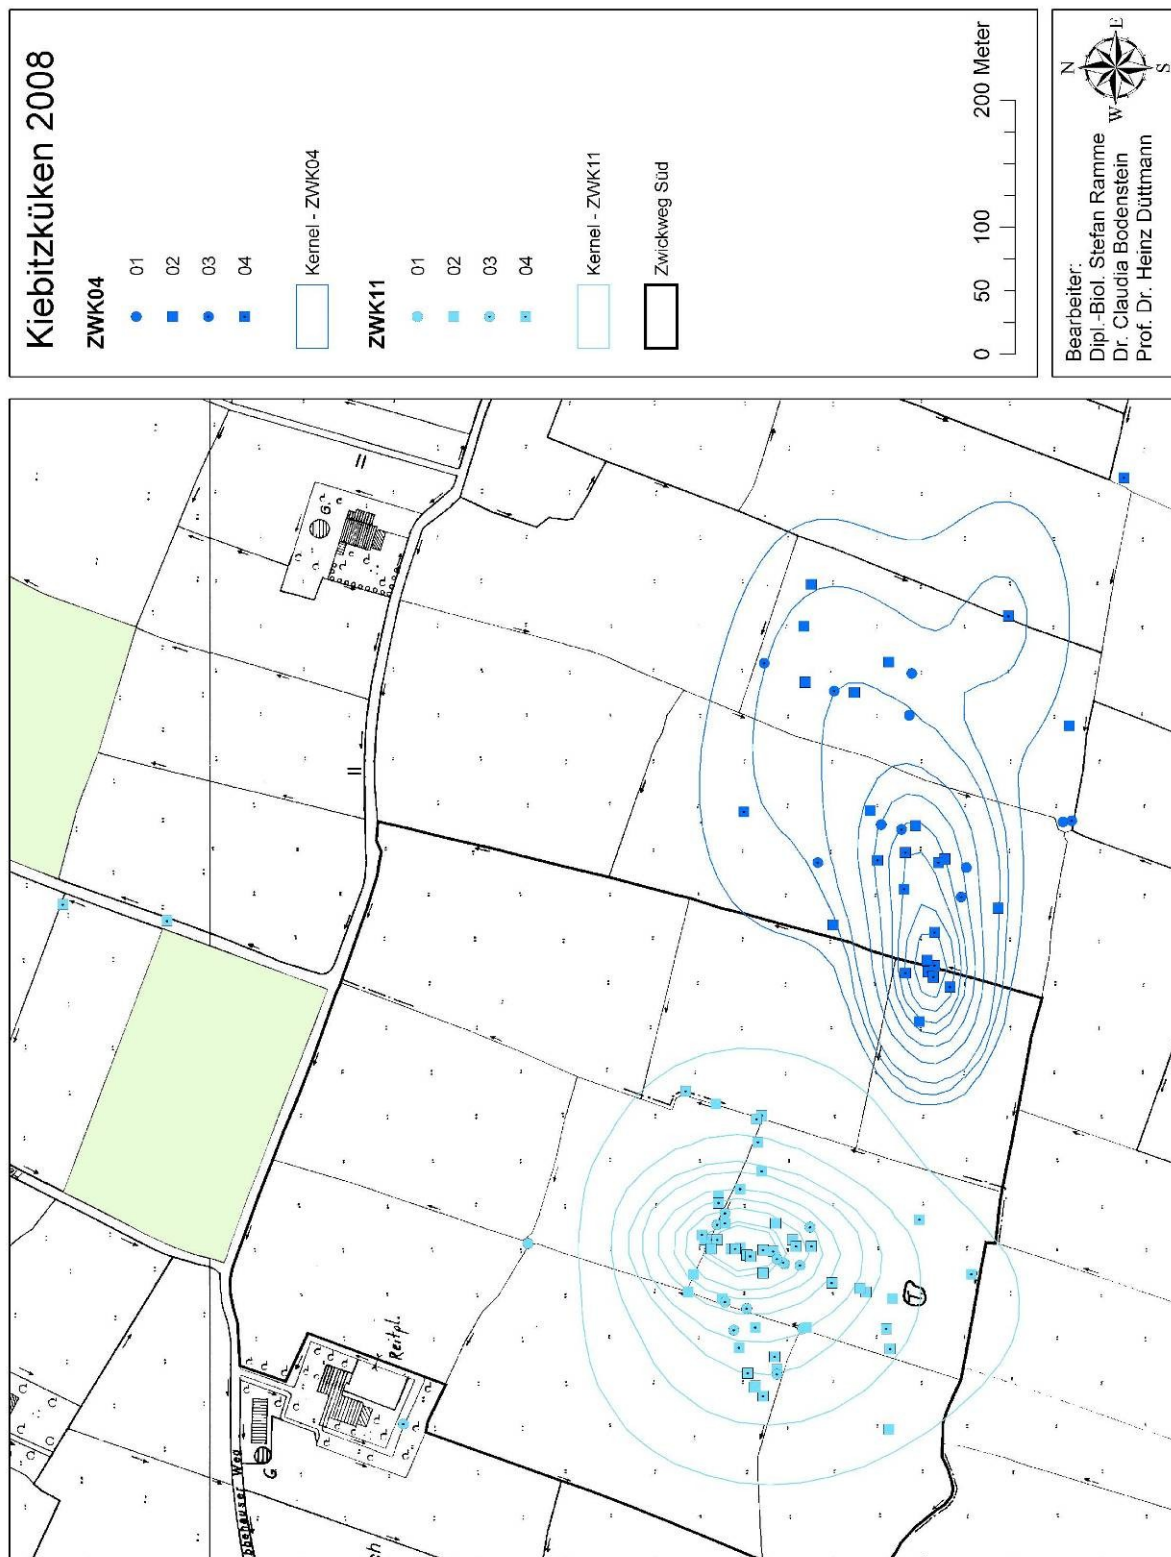 Kiebitzküken 2008
ZWK04
01
02
03
04
Kernel - ZWK04
ZWK11
01
02
03
04
Kernel - ZWK11
Zwickweg Süd
0 50 100 200 Meter
Bearbeiter:
Dipl.-Biol. Stefan Ramme
Dr. Claudia Bodenstein
Prof. Dr. Heinz Düttmann
N
W E
S
G.
Reitpl.
G
T